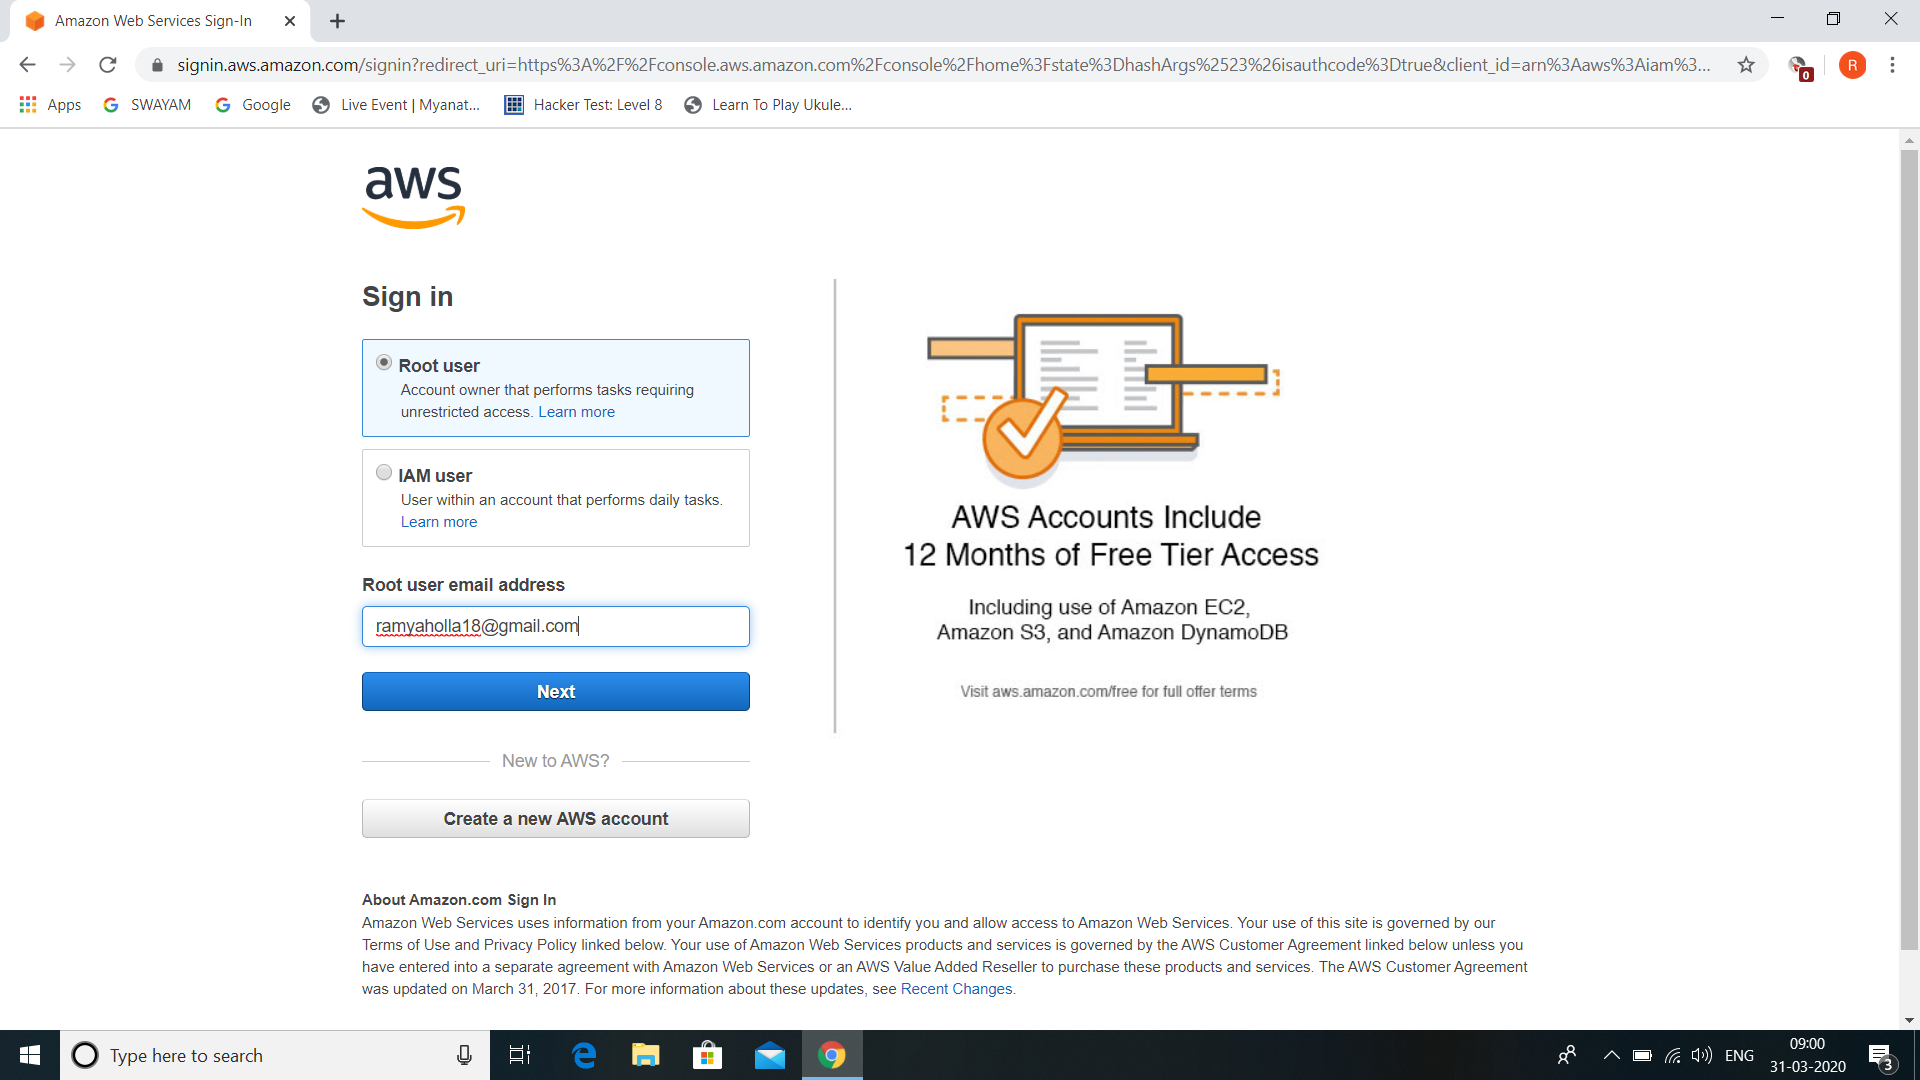 Amazon Web Services Sign-In
signin.aws.amazon.com/signin?redirect_uri=https%3A%2F%2Fconsole.aws.amazon.com%2Fconsole%2Fhome%3Fstate%3DhashArgs%2523%26isauthcode%3Dtrue&client_id=arn%3Aaws%3Aiam%3...
0
R
Apps
SWAYAM
Google
Live Event | Myanat...
Hacker Test: Level 8
Learn To Play Ukule...
aws
Sign in
Root user
Account owner that performs tasks requiring
unrestricted access. Learn more
IAM user
User within an account that performs daily tasks.
Learn more
Root user email address
ramyaholla18@gmail.com
Next
New to AWS?
Create a new AWS account
AWS Accounts Include
12 Months of Free Tier Access
Including use of Amazon EC2,
Amazon S3, and Amazon DynamoDB
Visit aws.amazon.com/free for full offer terms
About Amazon.com Sign In
Amazon Web Services uses information from your Amazon.com account to identify you and allow access to Amazon Web Services. Your use of this site is governed by our
Terms of Use and Privacy Policy linked below. Your use of Amazon Web Services products and services is governed by the AWS Customer Agreement linked below unless you
have entered into a separate agreement with Amazon Web Services or an AWS Value Added Reseller to purchase these products and services. The AWS Customer Agreement
was updated on March 31, 2017. For more information about these updates, see Recent Changes.
Type here to search
ENG
09:00
31-03-2020
3